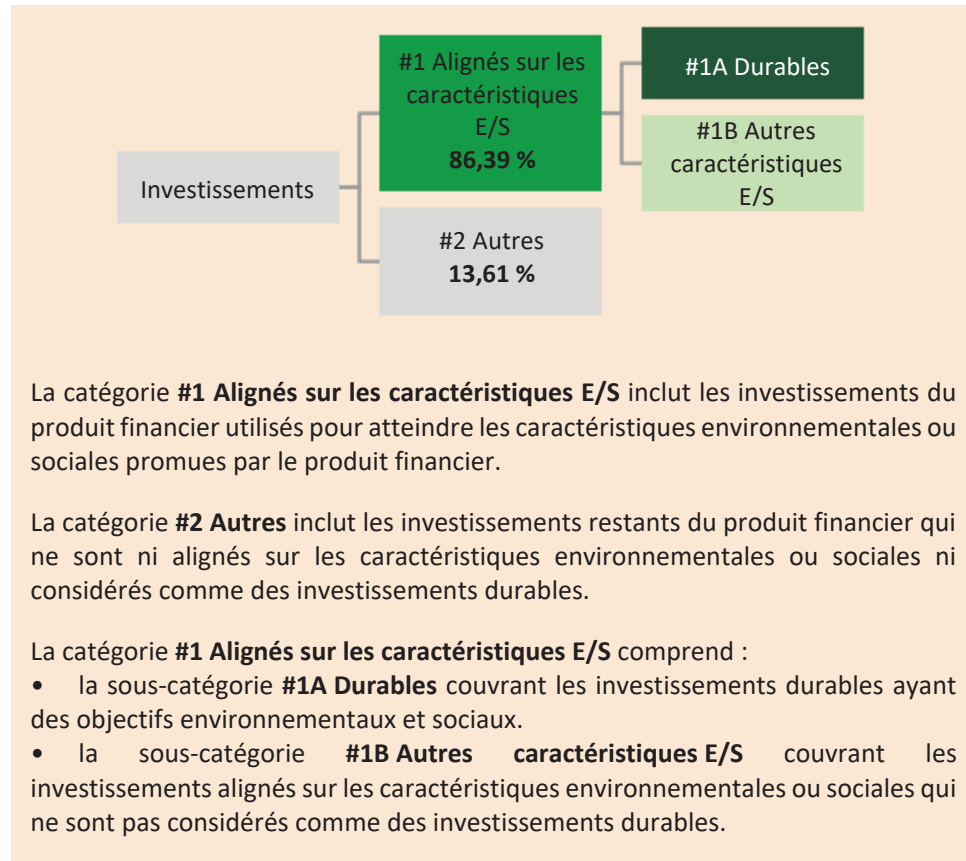 #1 Alignés sur les
caractéristiques
E/S
86,39 %
#1A Durables
#1B Autres
caractéristiques
E/S
Investissements
#2 Autres
13,61 %
La catégorie #1 Alignés sur les caractéristiques E/S inclut les investissements du
produit financier utilisés pour atteindre les caractéristiques environnementales ou
sociales promues par le produit financier.
La catégorie #2 Autres inclut les investissements restants du produit financier qui
ne sont ni alignés sur les caractéristiques environnementales ou sociales ni
considérés comme des investissements durables.
La catégorie #1 Alignés sur les caractéristiques E/S comprend :
• la sous-catégorie #1A Durables couvrant les investissements durables ayant
des objectifs environnementaux et sociaux.
• la sous-catégorie #1B Autres caractéristiques E/S couvrant les
investissements alignés sur les caractéristiques environnementales ou sociales qui
ne sont pas considérés comme des investissements durables.